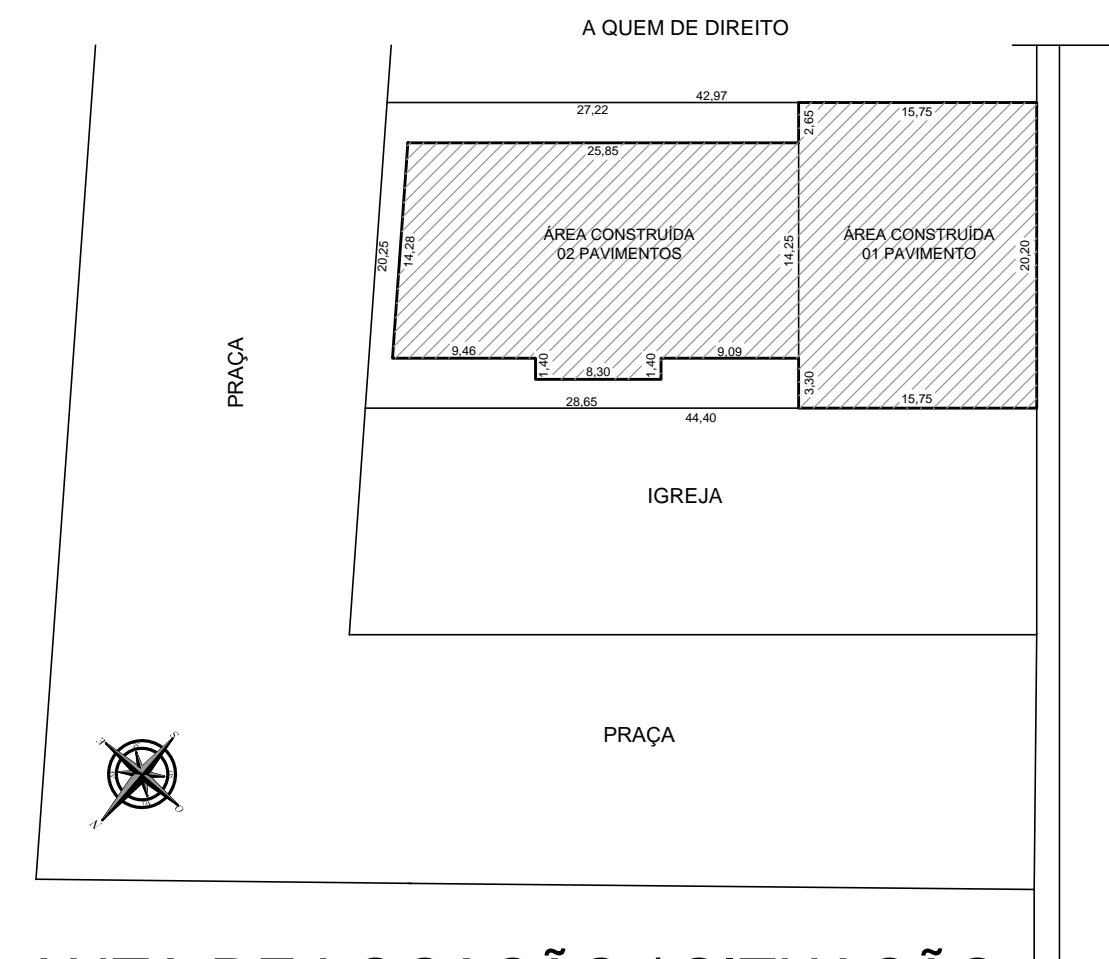 A QUEM DE DIREITO
42,97
27,22
2,65
15,75
25,85
20,25
14,28
ÁREA CONSTRUÍDA
02 PAVIMENTOS
14,25
ÁREA CONSTRUÍDA
01 PAVIMENTO
20,20
9,46
1,40
8,30
1,40
9,09
3,30
28,65
15,75
44,40
PRAÇA
IGREJA
PRAÇA
S
E
O
N